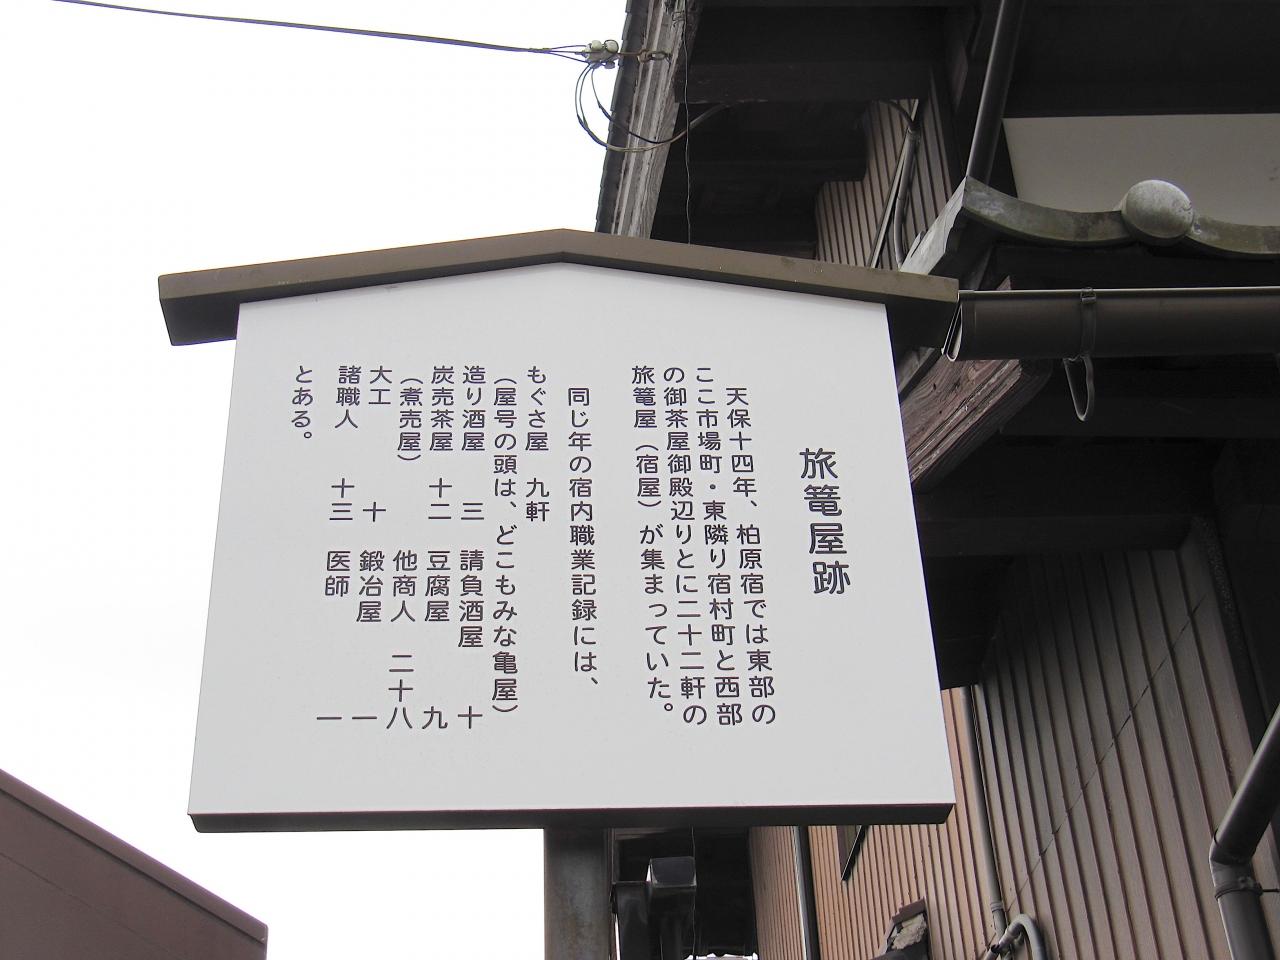 旅篭屋跡
天保十四年、柏原宿では東部の
ここ市場町・東隣り宿村町と西部
の御茶屋御殿辺りとに二十二軒の
旅篭屋（宿屋）が集まっていた。
同じ年の宿内職業記録には、
もぐさ屋 九軒
（屋号の頭は、どこもみな亀屋）
造り酒屋 三 請負酒屋 十
炭売茶屋 十二 豆腐屋 九
（煮売屋） 他商人 二十八
大工 十 鍛冶屋 一
諸職人 十三 医師 一
とある。